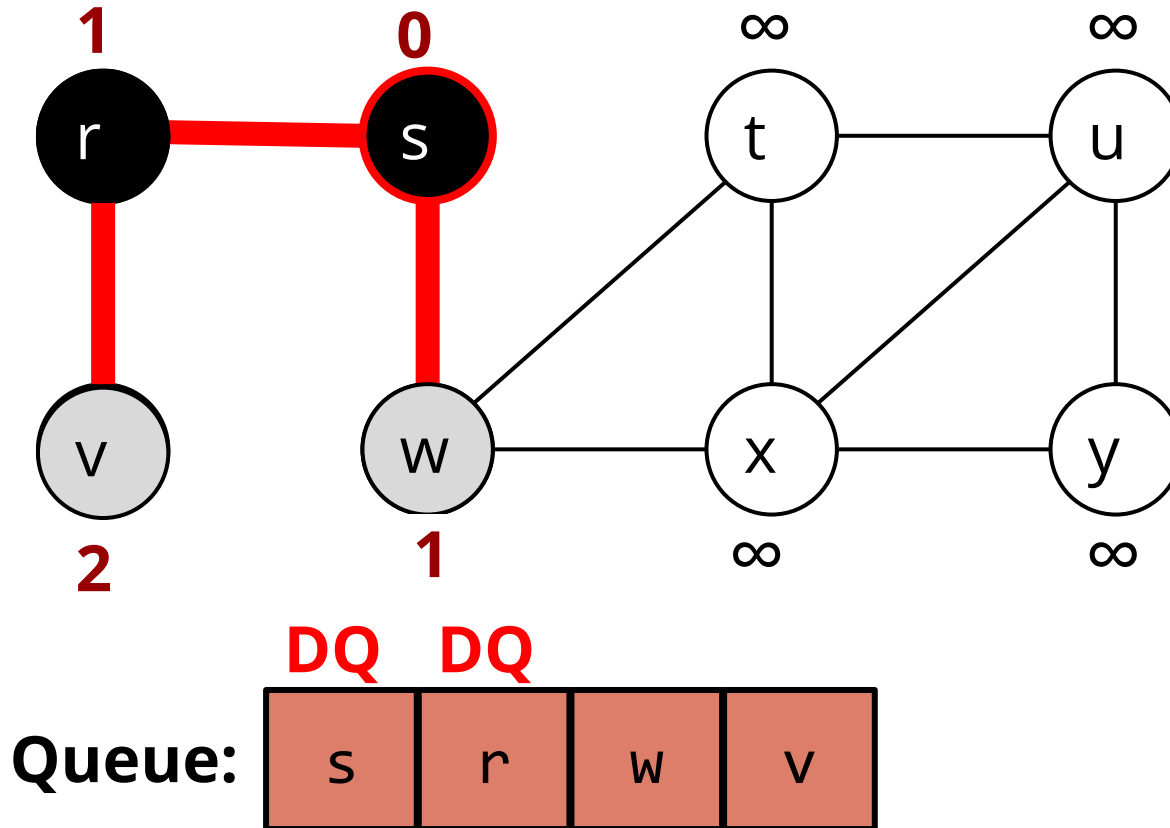 1 0 ∞ ∞
r s t u
v w x y
2 1 ∞ ∞
DQ DQ
Queue: s r w v